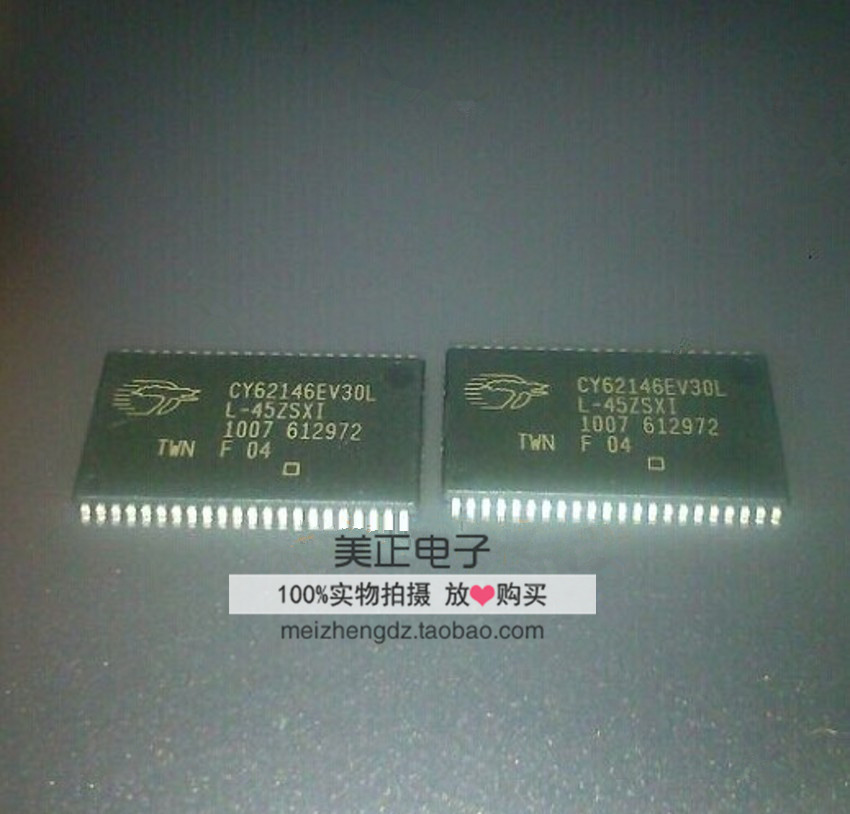 CY62146EV30L
L-45ZSXI
1007 612972
TWN F 04
CY62146EV30L
L-45ZSXI
1007 612972
TWN F 04
美正电子
100%实物拍摄 放❤购买
meizhengdz.taobao.com